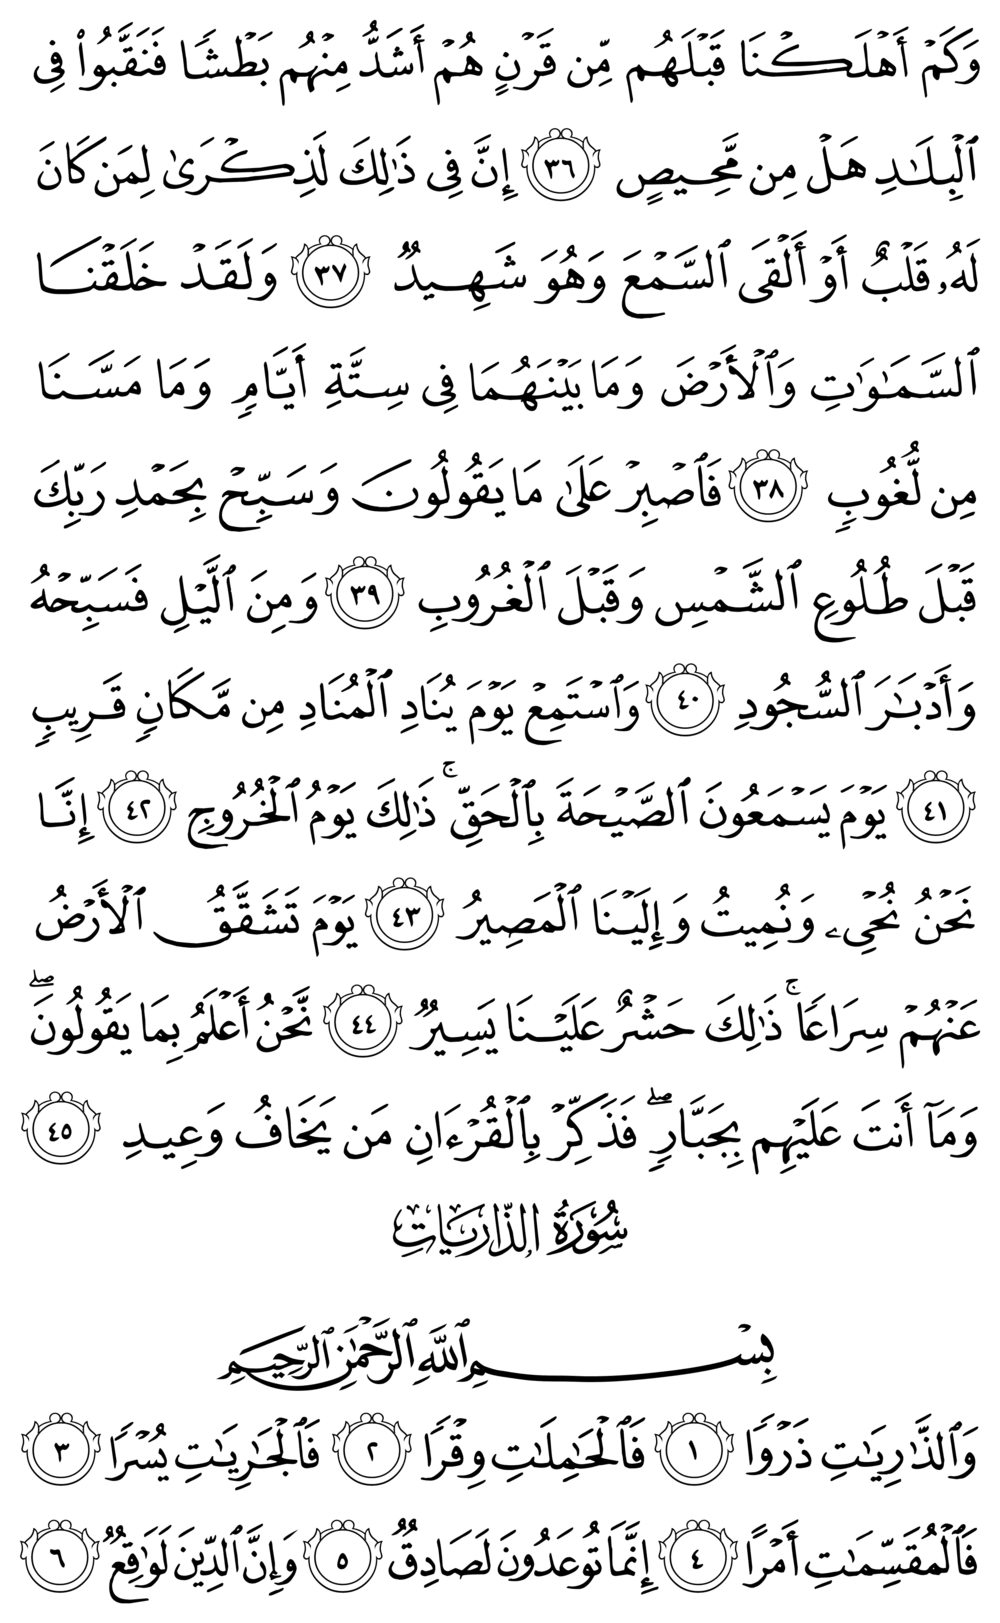 وَكَمْ أَهْلَكْنَا قَبْلَهُم مِّن قَرْنٍ هُمْ أَشَدُّ مِنْهُم بَطْشًا فَنَقَّبُوا۟ فِى
ٱلْبِلَـٰدِ هَلْ مِن مَّحِيصٍ ٣٦ إِنَّ فِى ذَٰلِكَ لَذِكْرَىٰ لِمَن كَانَ
لَهُۥ قَلْبٌ أَوْ أَلْقَى ٱلسَّمْعَ وَهُوَ شَهِيدٌ ٣٧ وَلَقَدْ خَلَقْنَا
ٱلسَّمَـٰوَٰتِ وَٱلْأَرْضَ وَمَا بَيْنَهُمَا فِى سِتَّةِ أَيَّامٍ وَمَا مَسَّنَا
مِن لُّغُوبٍ ٣٨ فَٱصْبِرْ عَلَىٰ مَا يَقُولُونَ وَسَبِّحْ بِحَمْدِ رَبِّكَ
قَبْلَ طُلُوعِ ٱلشَّمْسِ وَقَبْلَ ٱلْغُرُوبِ ٣٩ وَمِنَ ٱلَّيْلِ فَسَبِّحْهُ
وَأَدْبَـٰرَ ٱلسُّجُودِ ٤٠ وَٱسْتَمِعْ يَوْمَ يُنَادِ ٱلْمُنَادِ مِن مَّكَانٍ قَرِيبٍ
٤١ يَوْمَ يَسْمَعُونَ ٱلصَّيْحَةَ بِٱلْحَقِّ ۚ ذَٰلِكَ يَوْمُ ٱلْخُرُوجِ ٤٢ إِنَّا
نَحْنُ نُحْىِۦ وَنُمِيتُ وَإِلَيْنَا ٱلْمَصِيرُ ٤٣ يَوْمَ تَشَقَّقُ ٱلْأَرْضُ
عَنْهُمْ سِرَاعًا ۚ ذَٰلِكَ حَشْرٌ عَلَيْنَا يَسِيرٌ ٤٤ نَّحْنُ أَعْلَمُ بِمَا يَقُولُونَ ۖ
وَمَآ أَنتَ عَلَيْهِم بِجَبَّارٍ ۖ فَذَكِّرْ بِٱلْقُرْءَانِ مَن يَخَافُ وَعِيدِ ٤٥
سُورَةُ الذَّارِيَاتِ
بِسْمِ ٱللَّهِ ٱلرَّحْمَـٰنِ ٱلرَّحِيمِ
وَٱلذَّٰرِيَـٰتِ ذَرْوًا ١ فَٱلْحَـٰمِلَـٰتِ وِقْرًا ٢ فَٱلْجَـٰرِيَـٰتِ يُسْرًا ٣
فَٱلْمُقَسِّمَـٰتِ أَمْرًا ٤ إِنَّمَا تُوعَدُونَ لَصَادِقٌ ٥ وَإِنَّ ٱلدِّينَ لَوَٰقِعٌ ٦